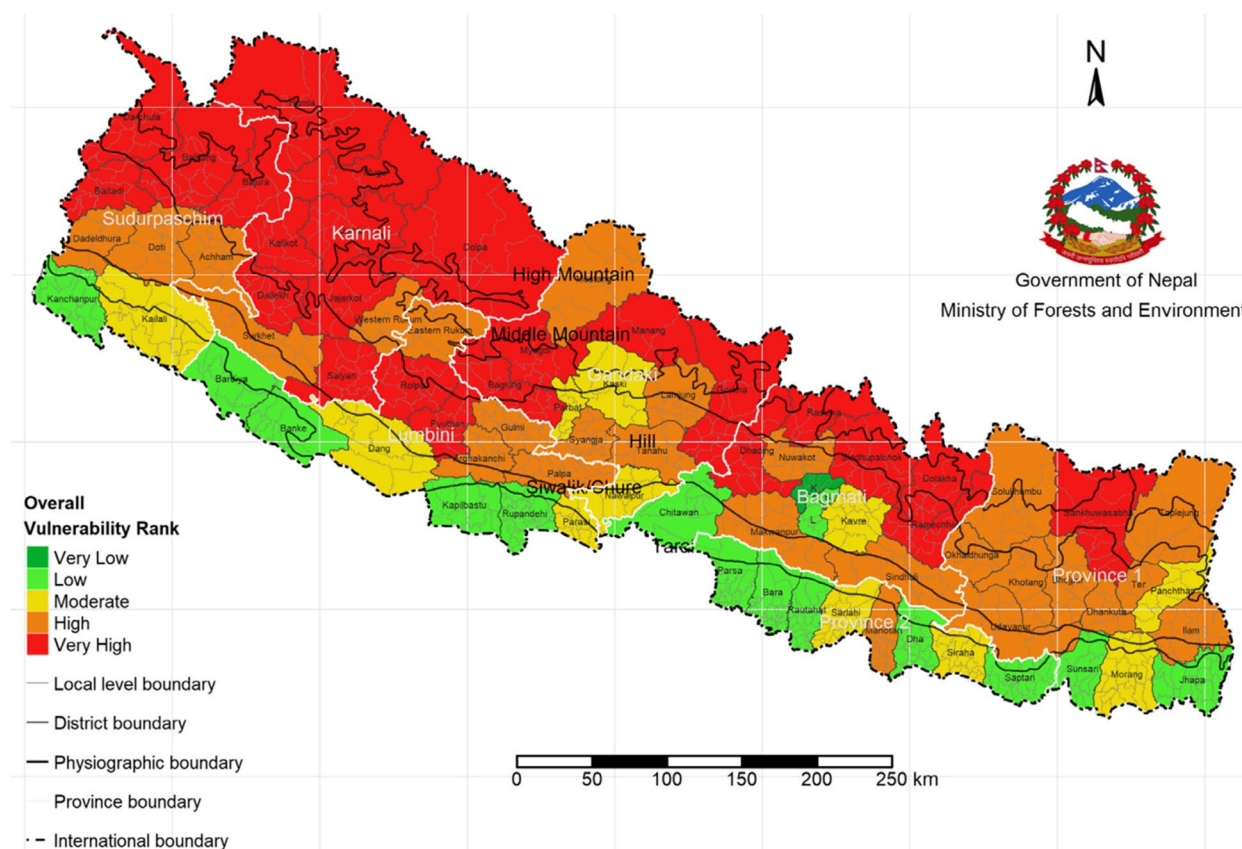 N
Government of Nepal
Ministry of Forests and Environment
Darchula
Humla
Bajhang
Bajura
Baitadi
Sudurpaschim
Karnali
Dadeldhura
Doti
Achham
Kalikot
Dolpa
High Mountain
Mustang
Kanchanpur
Kailali
Dailekh
Jajarkot
Western Rukum
Eastern Rukum
Surkhet
Middle Mountain
Manang
Myagdi
Salyan
Rolpa
Baglung
Gandaki
Kaski
Lamjung
Gorkha
Bardiya
Parbat
Banke
Pyuthan
Lumbini
Gulmi
Syangja
Hill
Tanahu
Dang
Arghakanchi
Palpa
Rasuwa
Dhading
Nuwakot
Sindhupalchok
Dolakha
Siwalik/Chure
Nawalpur
Kapilbastu
Rupandehi
Parasi
Chitawan
K
Bagmati
L
Kavre
Ramechhap
Makwanpur
Sindhuli
Solukhumbu
Sankhuwasabha
Taplejung
Okhaldhunga
Khotang
Bhojpur
Province 1
Ter
Panchthar
Dhankuta
Udayapur
Ilam
Parsa
Bara
Rautahat
Sarlahi
Province 2
Dha
Siraha
Saptari
Sunsari
Morang
Jhapa
Overall
Vulnerability Rank
Very Low
Low
Moderate
High
Very High
Local level boundary
District boundary
Physiographic boundary
Province boundary
International boundary
0 50 100 150 200 250 km